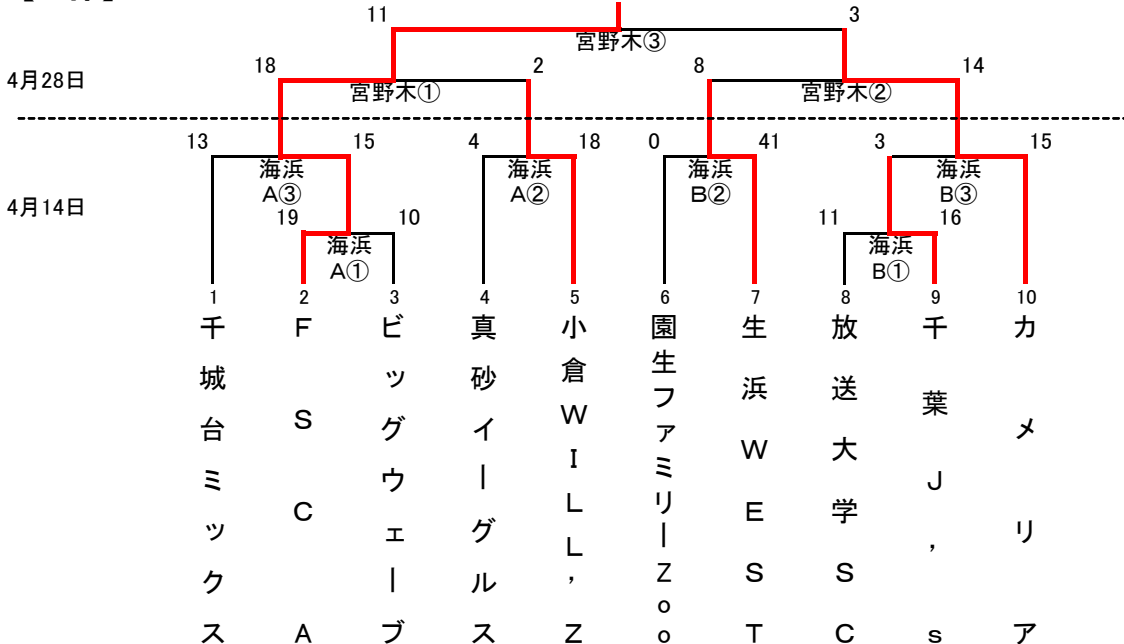 11 3
宮野木③
4月28日
18 2 8 14
宮野木① 宮野木②
13 15 4 18 0 41 3 15
海浜 海浜 海浜 海浜
A③ A② B② B③
4月14日
19 10 11 16
海浜 海浜
A① B①
1 2 3 4 5 6 7 8 9 10
千城台ミックス
FSCA
ビッグウェーブ
真砂イーグルス
小倉WILL’Z
園生ファミリーZoo
生浜WEST
放送大学SC
千葉J’s
カメリア